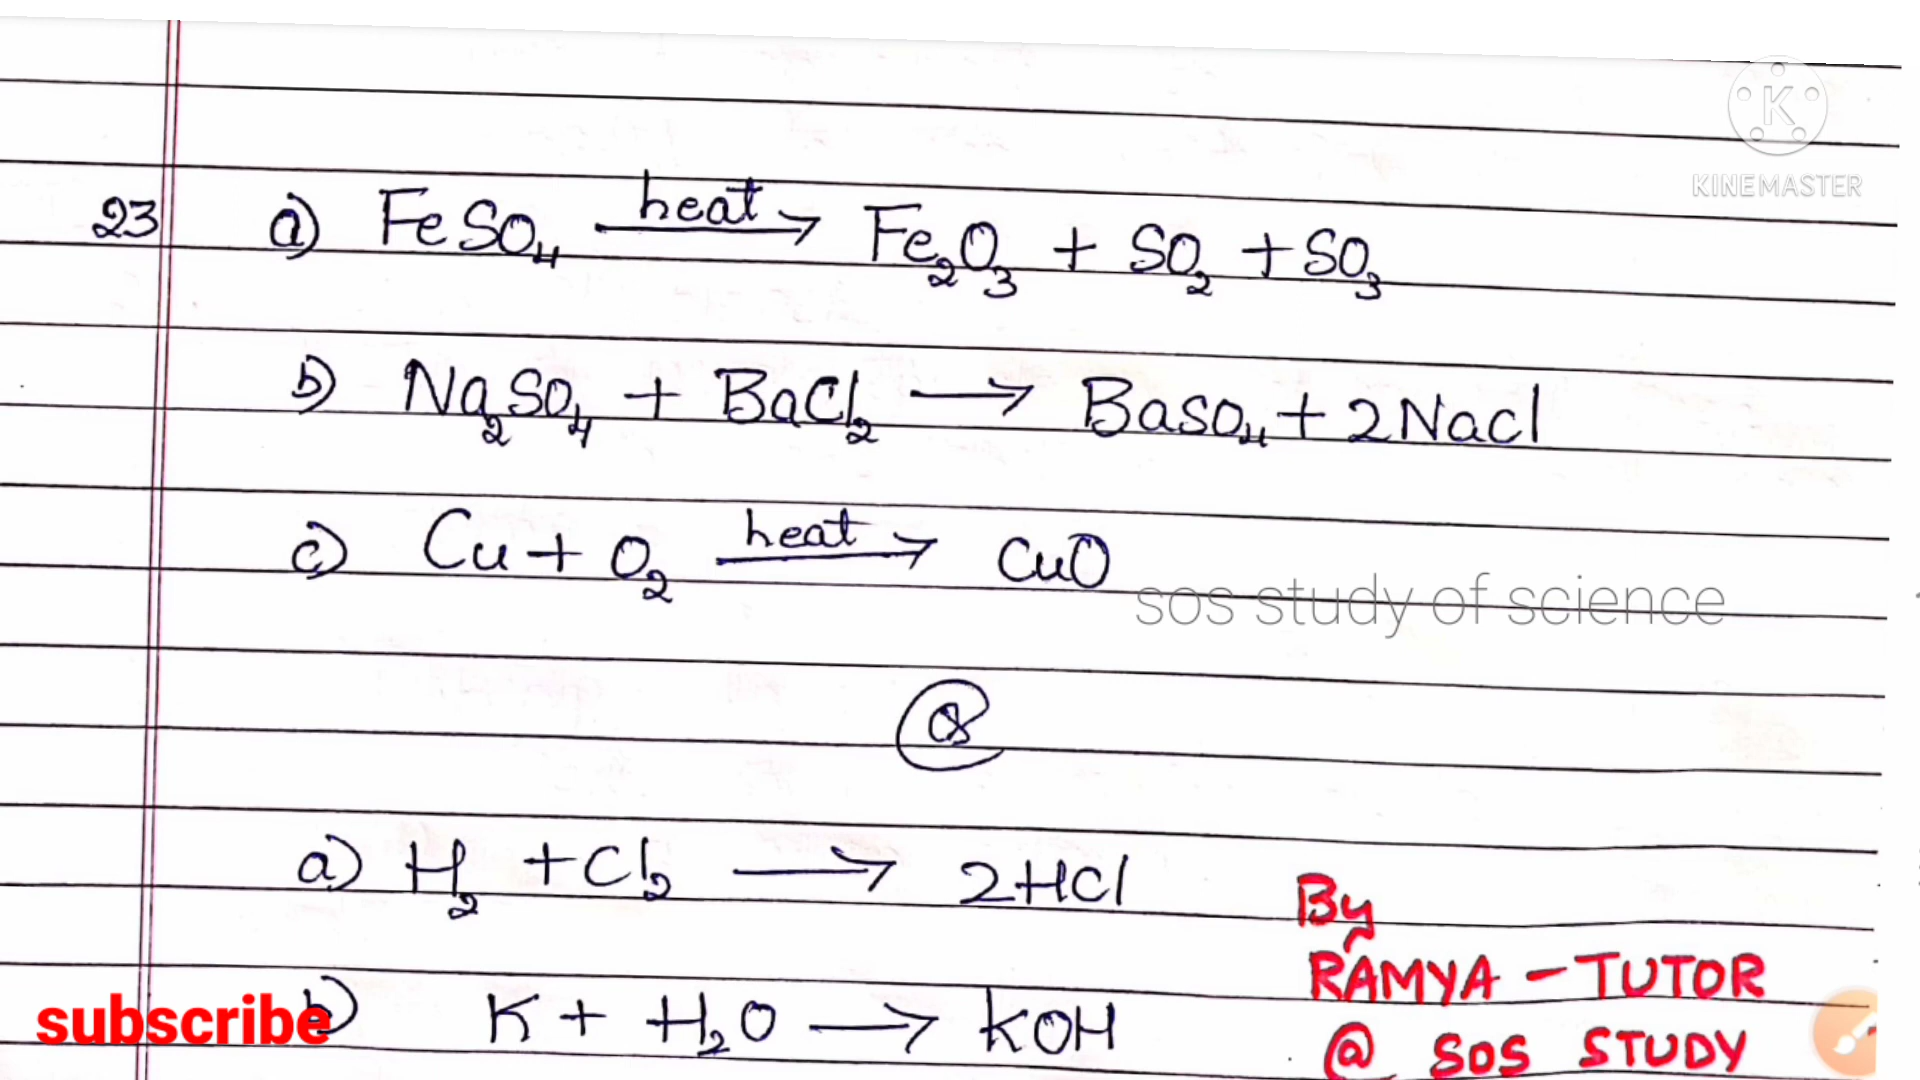 K
KINEMASTER
23 a) FeSO₄ heat → Fe₂O₃ + SO₂ + SO₃
b) Na₂SO₄ + BaCl₂ → BaSO₄ + 2NaCl
c) Cu + O₂ heat → CuO
sos study of science
a) H₂ + Cl₂ → 2HCl
By
RAMYA - TUTOR
b) K + H₂O → KOH
subscribe
@ SOS STUDY